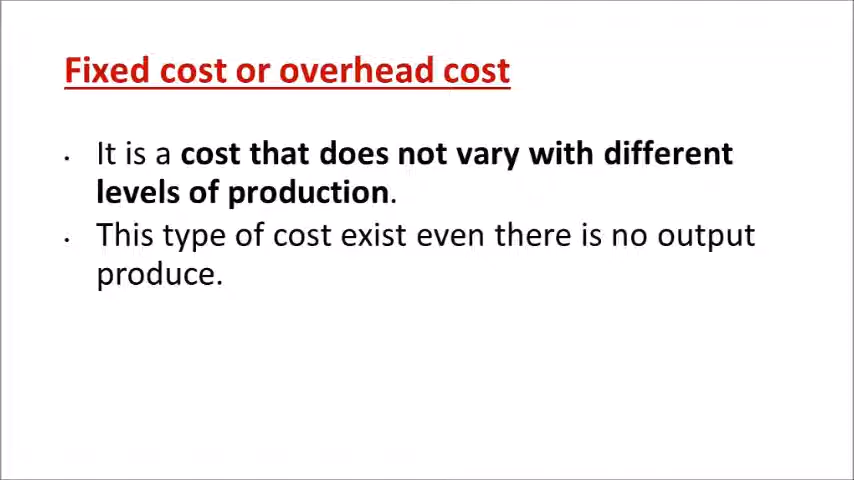 Fixed cost or overhead cost
• It is a cost that does not vary with different
levels of production.
• This type of cost exist even there is no output
produce.